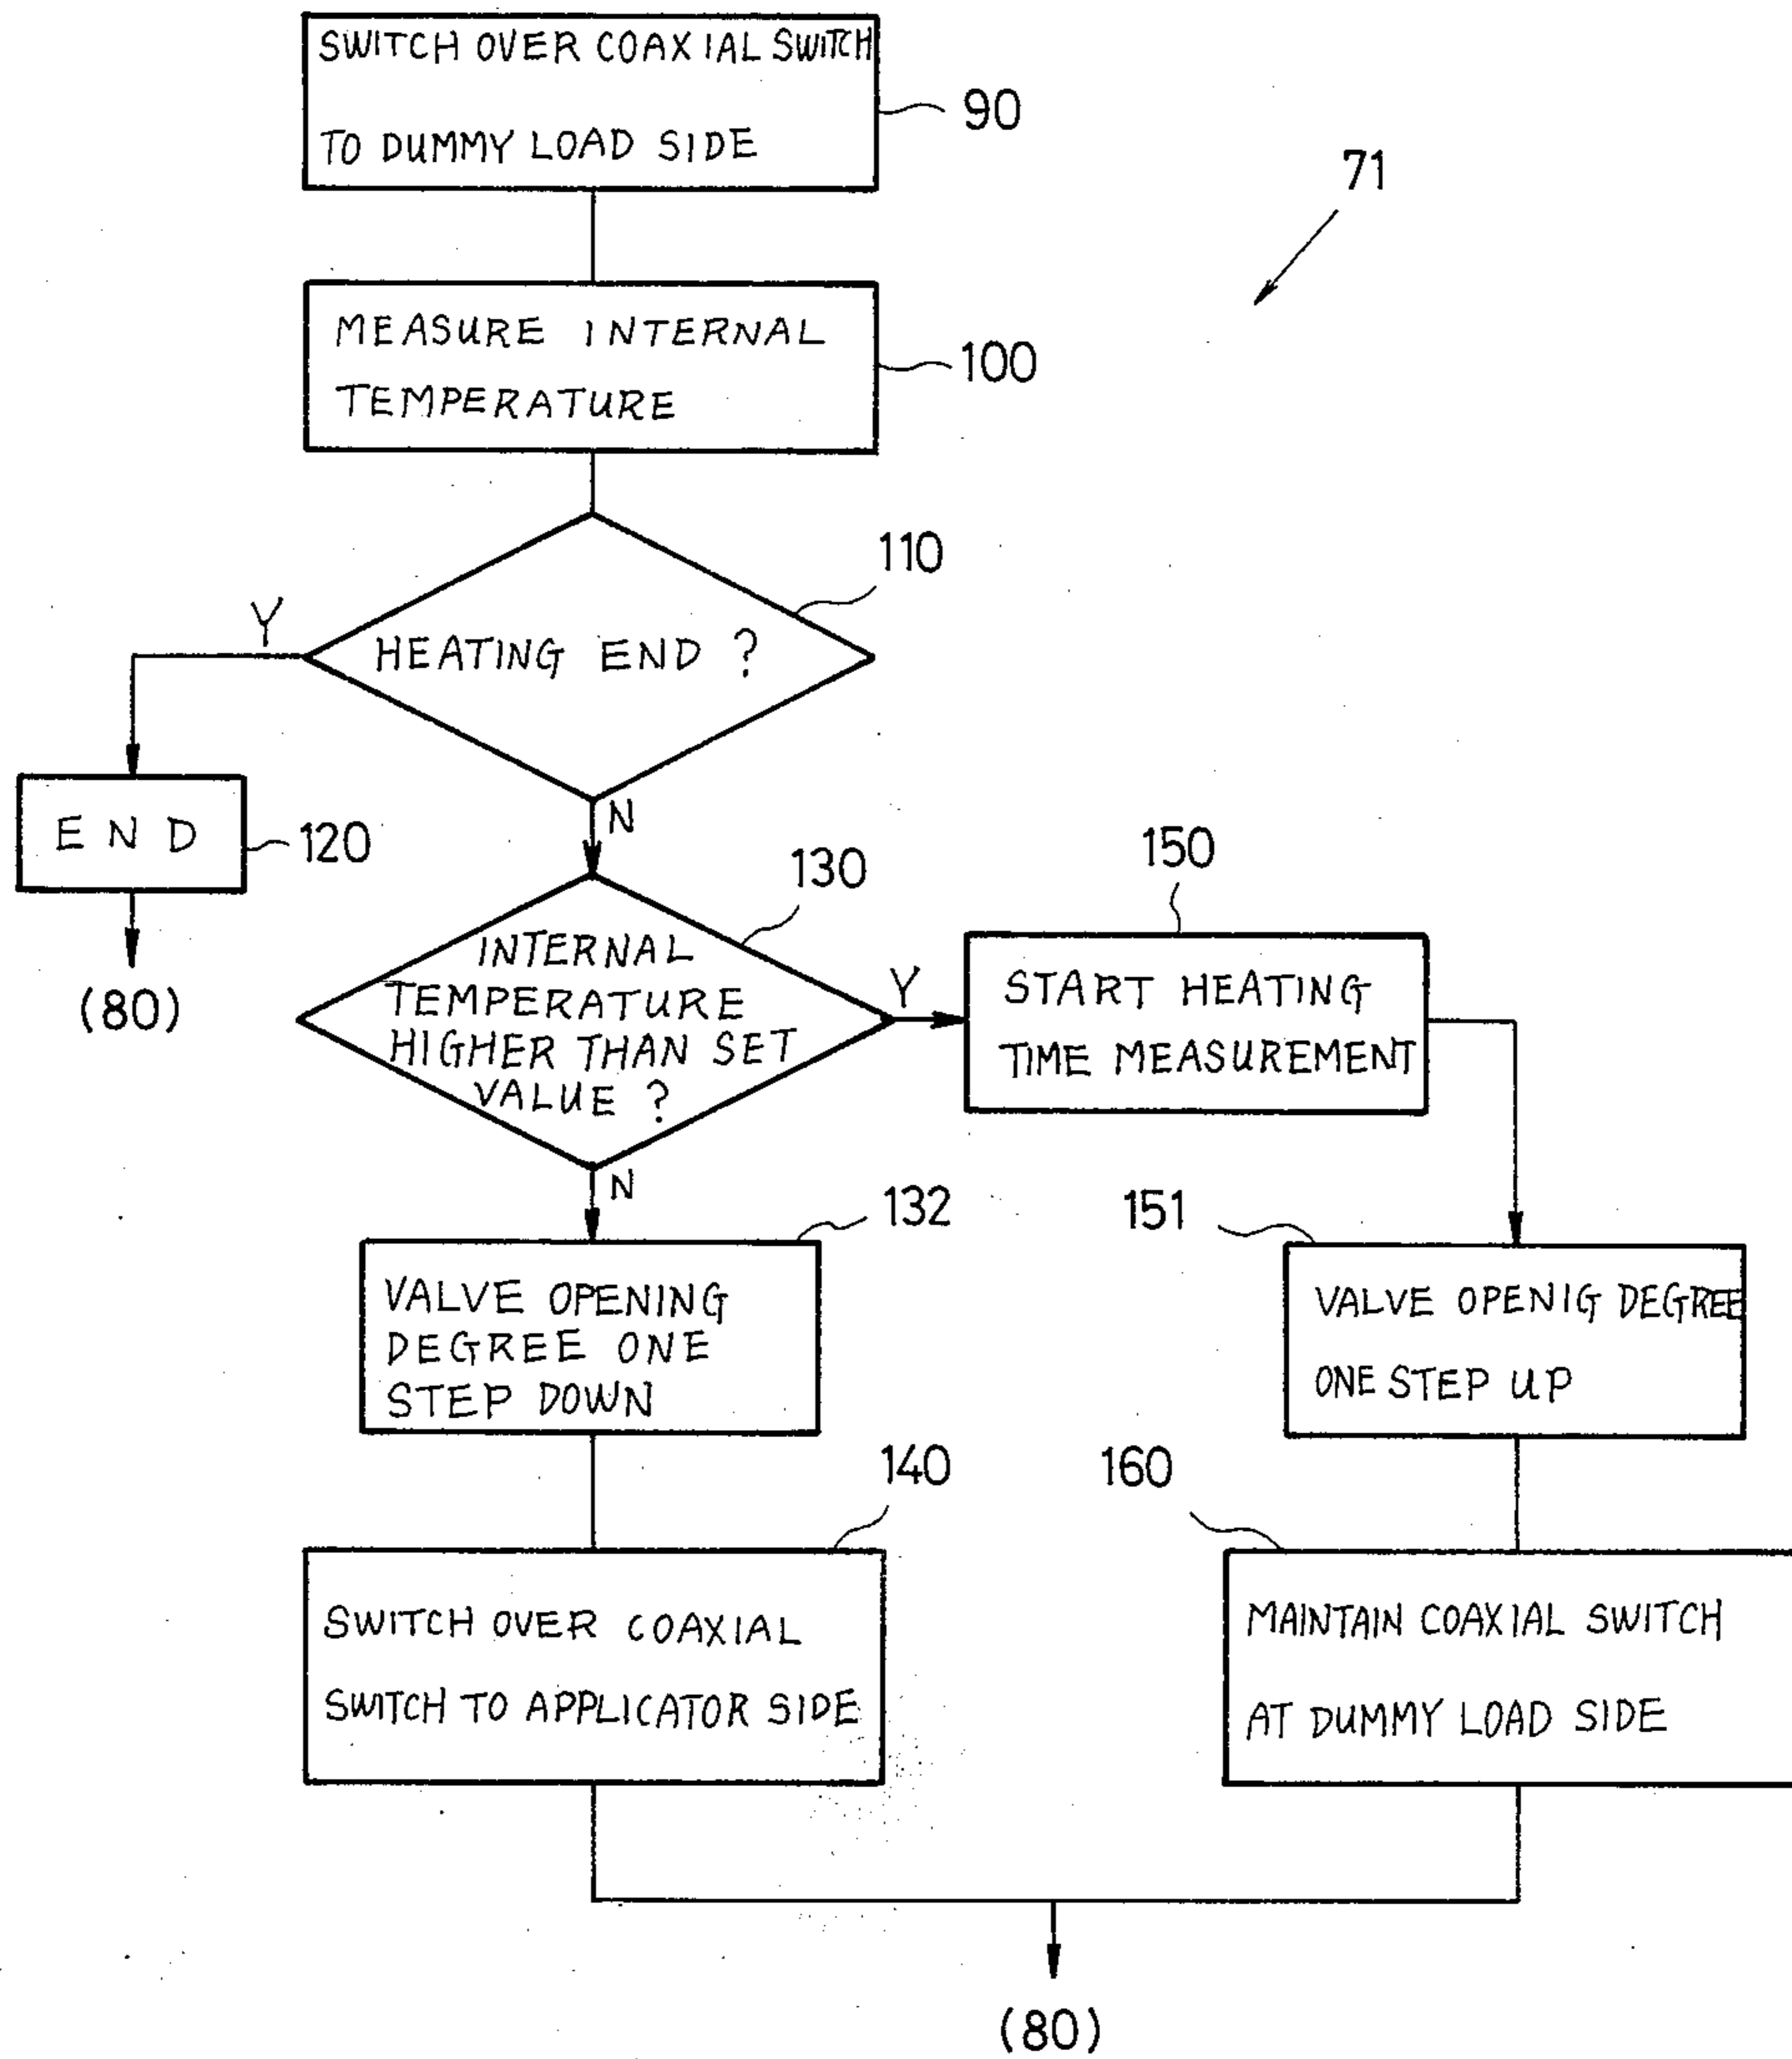 SWITCH OVER COAXIAL SWITCH
TO DUMMY LOAD SIDE
90
71
MEASURE INTERNAL
TEMPERATURE
100
110
Y
HEATING END ?
N
END
120
(80)
130
INTERNAL
TEMPERATURE
HIGHER THAN SET
VALUE ?
Y
N
150
START HEATING
TIME MEASUREMENT
132
VALVE OPENING
DEGREE ONE
STEP DOWN
151
VALVE OPENIG DEGREE
ONE STEP UP
140
SWITCH OVER COAXIAL
SWITCH TO APPLICATOR SIDE
160
MAINTAIN COAXIAL SWITCH
AT DUMMY LOAD SIDE
(80)